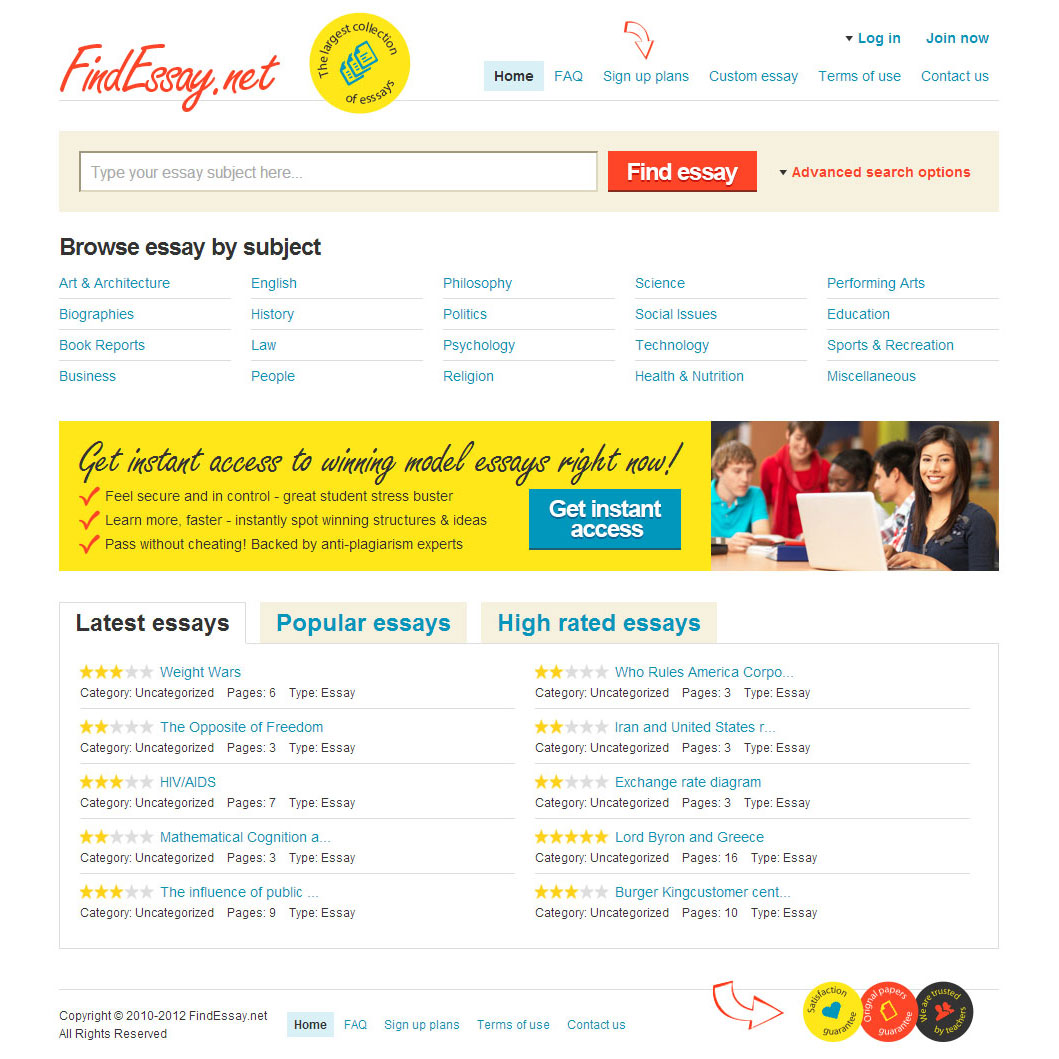 FindEssay.net
The largest collection
of esssays
Log in Join now
Home FAQ Sign up plans Custom essay Terms of use Contact us
Type your essay subject here...
Find essay
Advanced search options
Browse essay by subject
Art & Architecture English Philosophy Science Performing Arts
Biographies History Politics Social Issues Education
Book Reports Law Psychology Technology Sports & Recreation
Business People Religion Health & Nutrition Miscellaneous
Get instant access to winning model essays right now!
Feel secure and in control - great student stress buster
Learn more, faster - instantly spot winning structures & ideas
Pass without cheating! Backed by anti-plagiarism experts
Get instant
access
Latest essays Popular essays High rated essays
Weight Wars
Category: Uncategorized Pages: 6 Type: Essay
The Opposite of Freedom
Category: Uncategorized Pages: 3 Type: Essay
HIV/AIDS
Category: Uncategorized Pages: 7 Type: Essay
Mathematical Cognition a...
Category: Uncategorized Pages: 3 Type: Essay
The influence of public ...
Category: Uncategorized Pages: 9 Type: Essay
Who Rules America Corpo...
Category: Uncategorized Pages: 3 Type: Essay
Iran and United States r...
Category: Uncategorized Pages: 3 Type: Essay
Exchange rate diagram
Category: Uncategorized Pages: 3 Type: Essay
Lord Byron and Greece
Category: Uncategorized Pages: 16 Type: Essay
Burger Kingcustomer cent...
Category: Uncategorized Pages: 10 Type: Essay
Copyright © 2010-2012 FindEssay.net
All Rights Reserved
Home FAQ Sign up plans Terms of use Contact us
Satisfaction
guarantee
Original papers
guarantee
We are trusted
by teachers